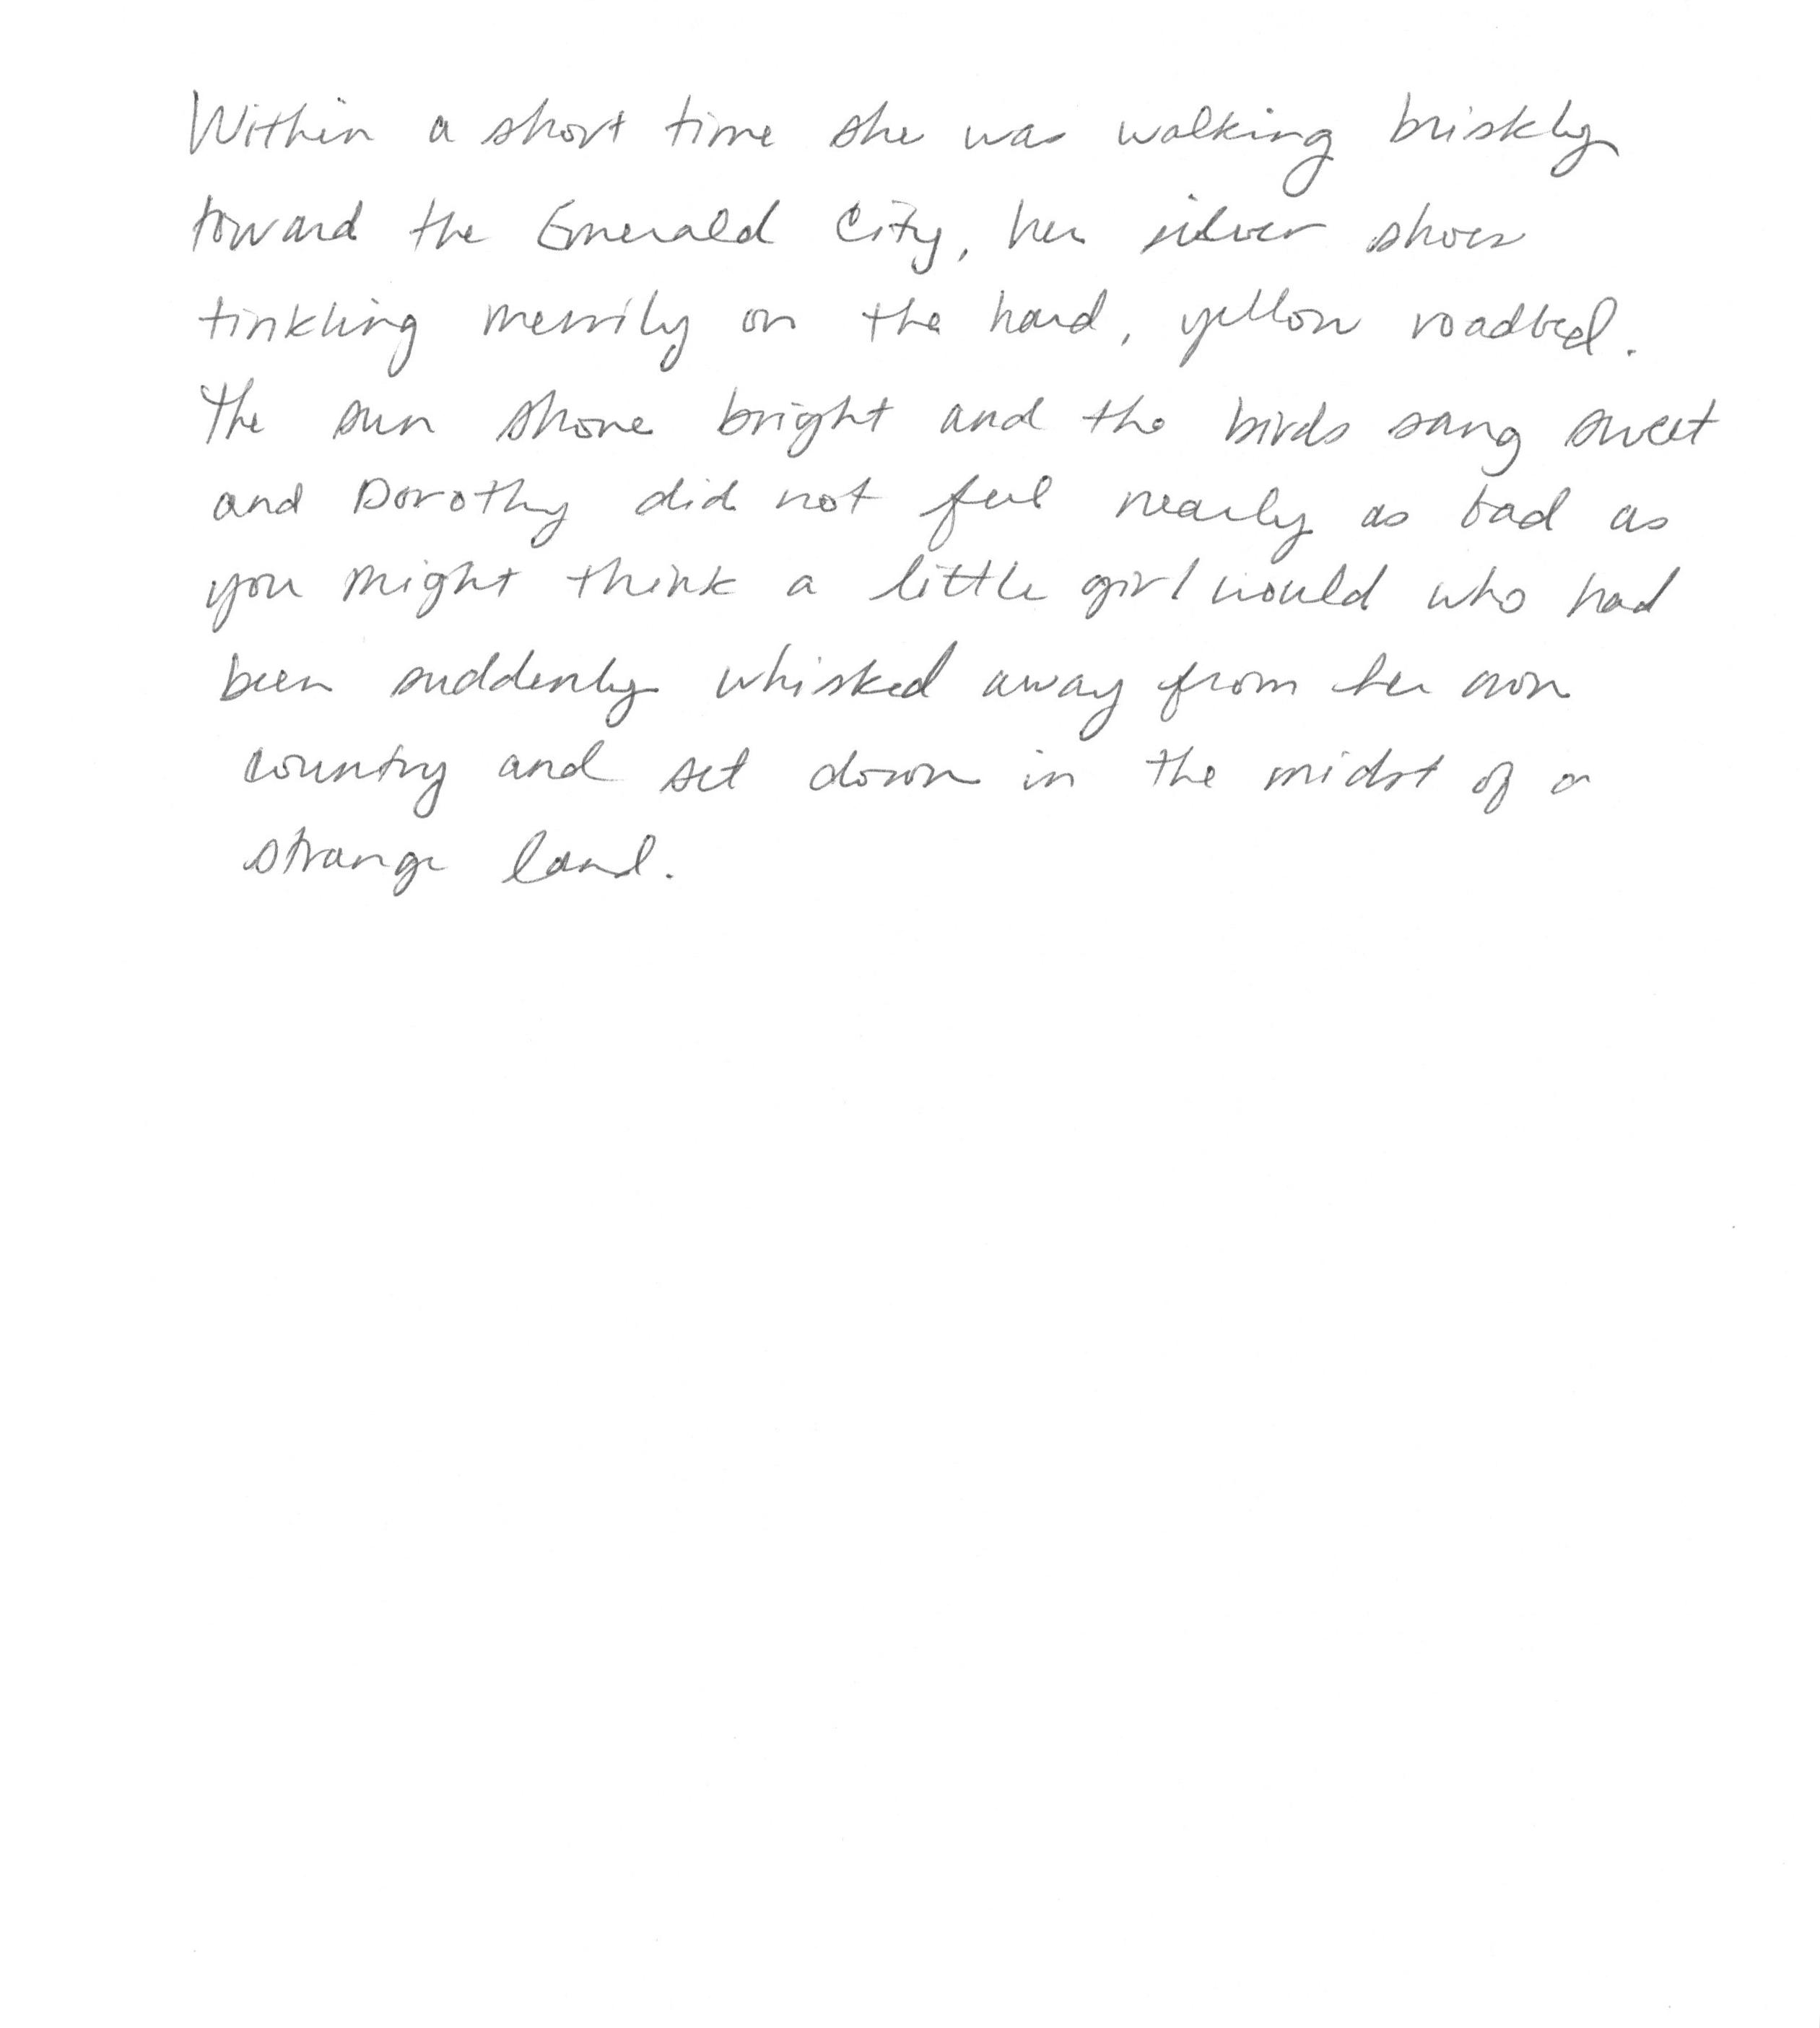 Within a short time she was walking briskly
toward the Emerald City, her silver shoes
tinkling merrily on the hard, yellow roadbed.
The sun shone bright and the birds sang sweet
and Dorothy did not feel nearly as bad as
you might think a little girl would who had
been suddenly whisked away from her own
country and set down in the midst of a
strange land.